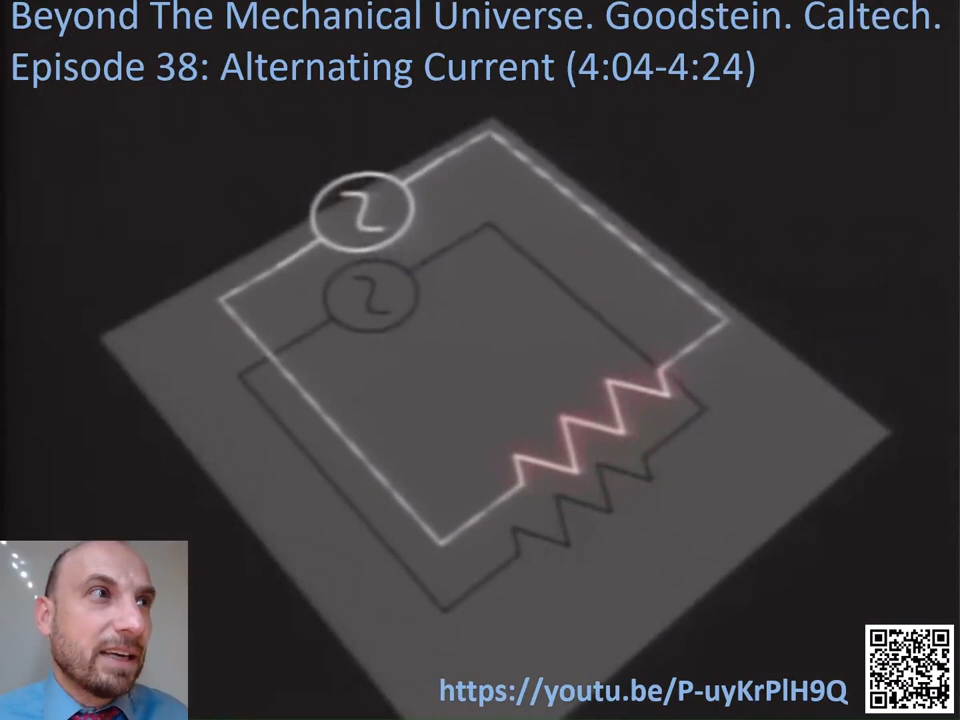 Beyond The Mechanical Universe. Goodstein. Caltech.
Episode 38: Alternating Current (4:04-4:24)
https://youtu.be/P-uyKrPlH9Q